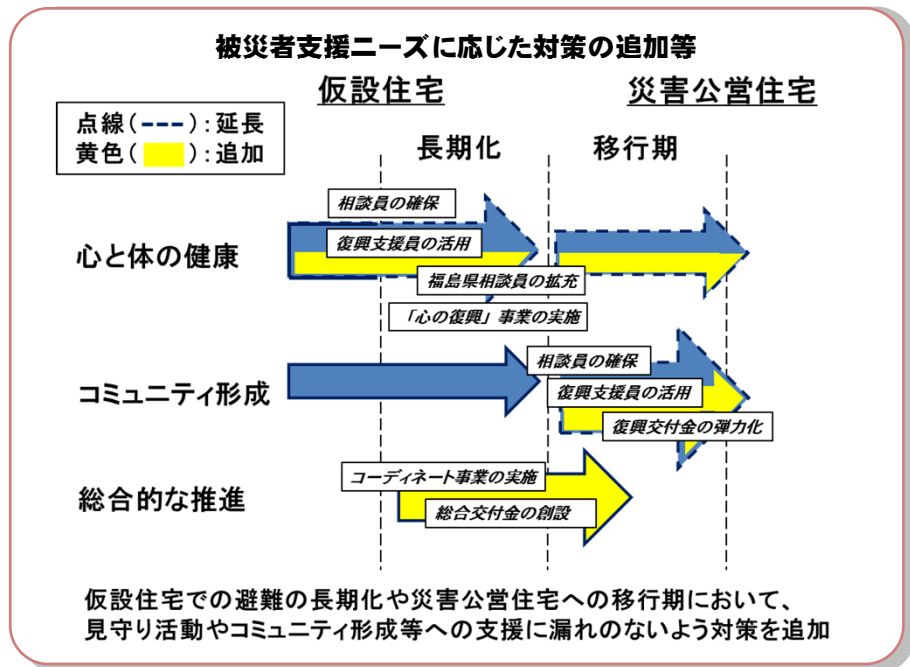 被災者支援ニーズに応じた対策の追加等
仮設住宅
災害公営住宅
点線(---):延長
黄色( ):追加
長期化
移行期
心と体の健康
相談員の確保
復興支援員の活用
福島県相談員の拡充
「心の復興」事業の実施
コミュニティ形成
相談員の確保
復興支援員の活用
復興交付金の弾力化
総合的な推進
コーディネート事業の実施
総合交付金の創設
仮設住宅での避難の長期化や災害公営住宅への移行期において、
見守り活動やコミュニティ形成等への支援に漏れのないよう対策を追加